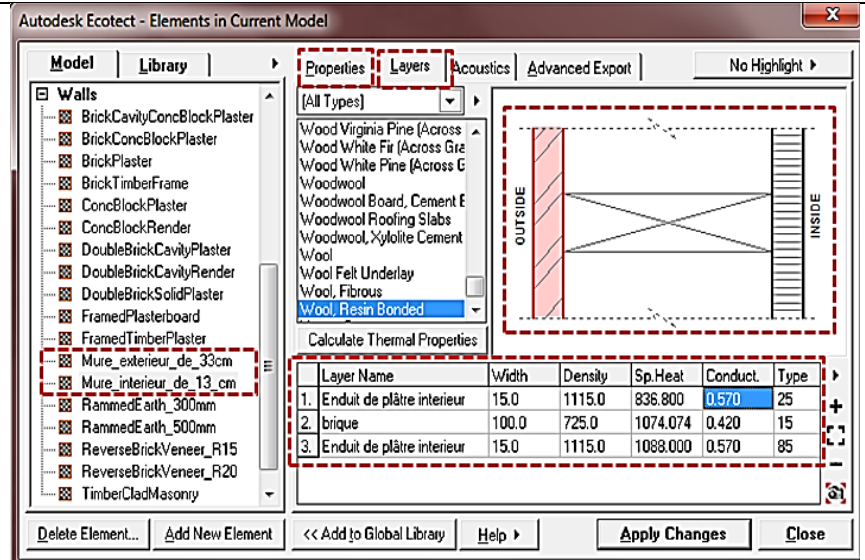 Autodesk Ecotect - Elements in Current Model
x
Model
Library
Walls
BrickCavityConcBlockPlaster
BrickConcBlockPlaster
BrickPlaster
BrickTimberFrame
ConcBlockPlaster
ConcBlockRender
DoubleBrickCavityPlaster
DoubleBrickCavityRender
DoubleBrickSolidPlaster
FramedPlasterboard
FramedTimberPlaster
Mure_exterieur_de_33cm
Mure_interieur_de_13_cm
RammedEarth_300mm
RammedEarth_500mm
ReverseBrickVeneer_R15
ReverseBrickVeneer_R20
TimberCladMasonry
Delete Element...
Add New Element
Properties
Layers
Acoustics
Advanced Export
No Highlight
[All Types]
Wood Virginia Pine (Across
Wood White Fir (Across Gra
Wood White Pine (Across G
Woodwool
Woodwool Board, Cement B
Woodwool Roofing Slabs
Woodwool, Xylolite Cement
Wool
Wool Felt Underlay
Wool, Fibrous
Wool, Resin Bonded
Calculate Thermal Properties
OUTSIDE
INSIDE
Layer Name Width Density Sp.Heat Conduct. Type
1. Enduit de plâtre interieur 15.0 1115.0 836.800 0.570 25
2. brique 100.0 725.0 1074.074 0.420 15
3. Enduit de plâtre interieur 15.0 1115.0 1088.000 0.570 85
<< Add to Global Library
Help
Apply Changes
Close